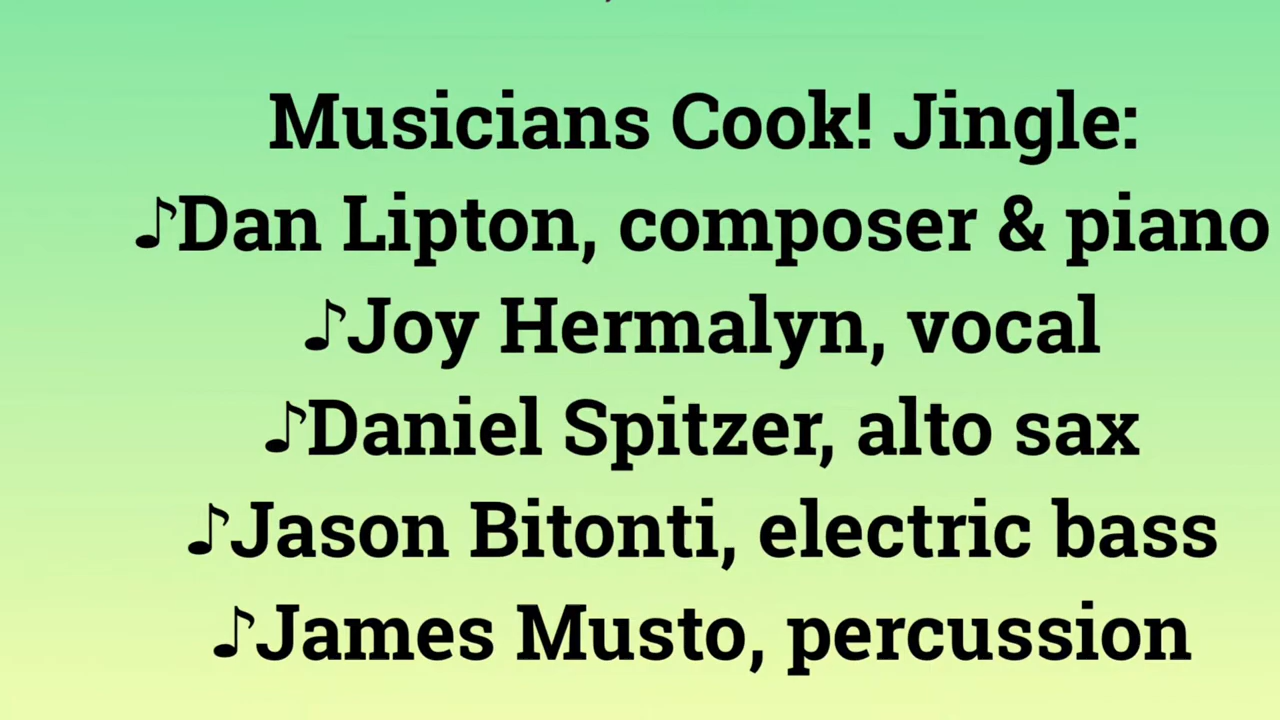 Musicians Cook! Jingle:
♪Dan Lipton, composer & piano
♪Joy Hermalyn, vocal
♪Daniel Spitzer, alto sax
♪Jason Bitonti, electric bass
♪James Musto, percussion